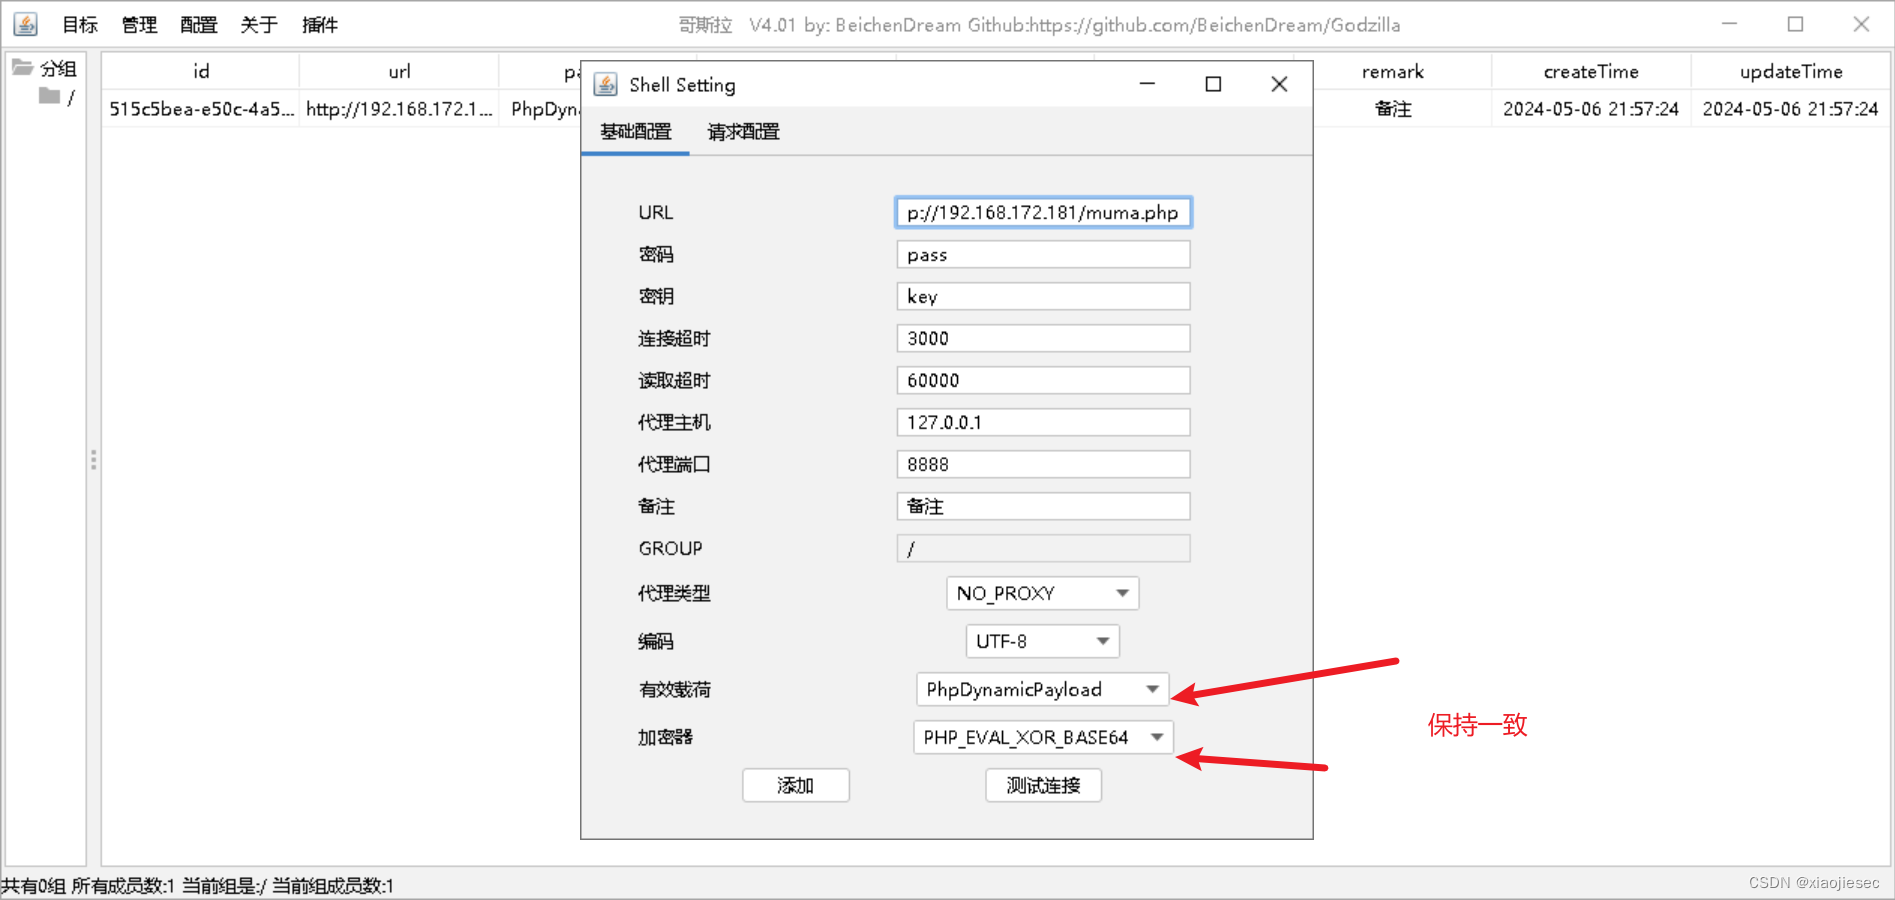 目标 管理 配置 关于 插件 哥斯拉 V4.01 by: BeichenDream Github:https://github.com/BeichenDream/Godzilla
分组
/
id url pa remark createTime updateTime
515c5bea-e50c-4a5... http://192.168.172.1... PhpDyn 备注 2024-05-06 21:57:24 2024-05-06 21:57:24
Shell Setting
基础配置 请求配置
URL p://192.168.172.181/muma.php
密码 pass
密钥 key
连接超时 3000
读取超时 60000
代理主机 127.0.0.1
代理端口 8888
备注 备注
GROUP /
代理类型 NO_PROXY
编码 UTF-8
有效载荷 PhpDynamicPayload
加密器 PHP_EVAL_XOR_BASE64
添加 测试连接
保持一致
共有0组 所有成员数:1 当前组是:/ 当前组成员数:1
CSDN @xiaojiesec